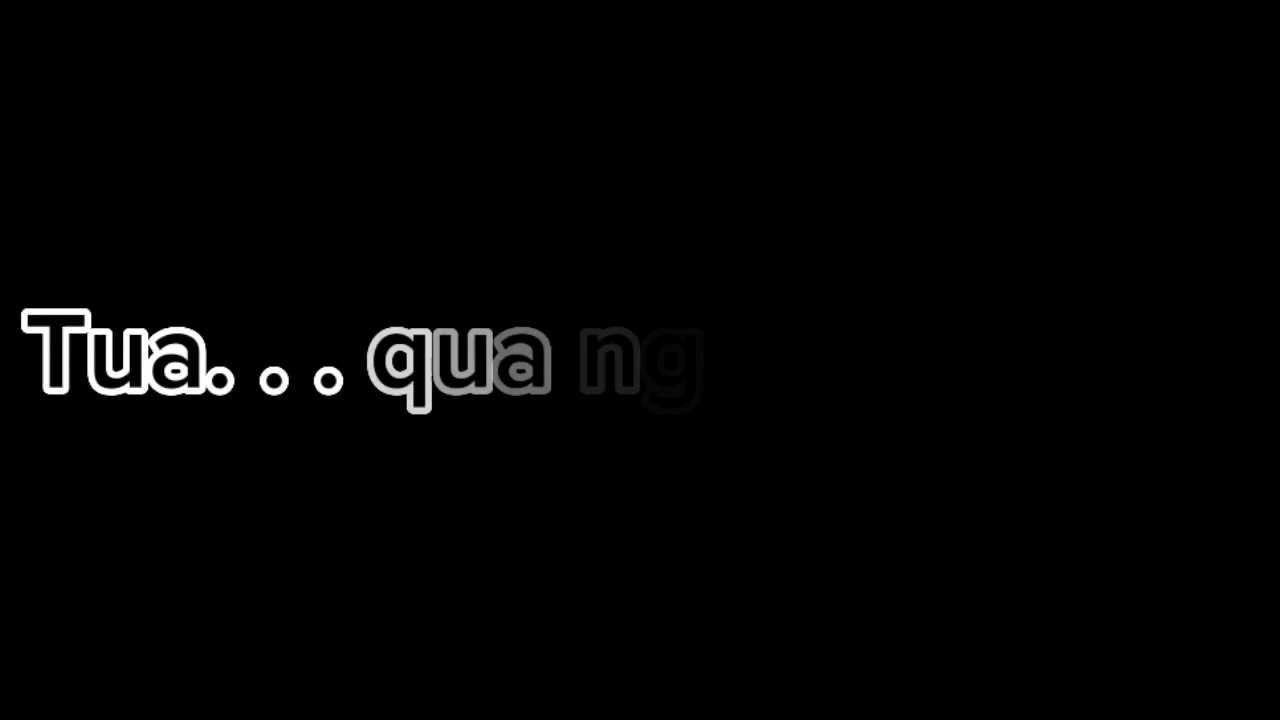 Tua. . . qua ng